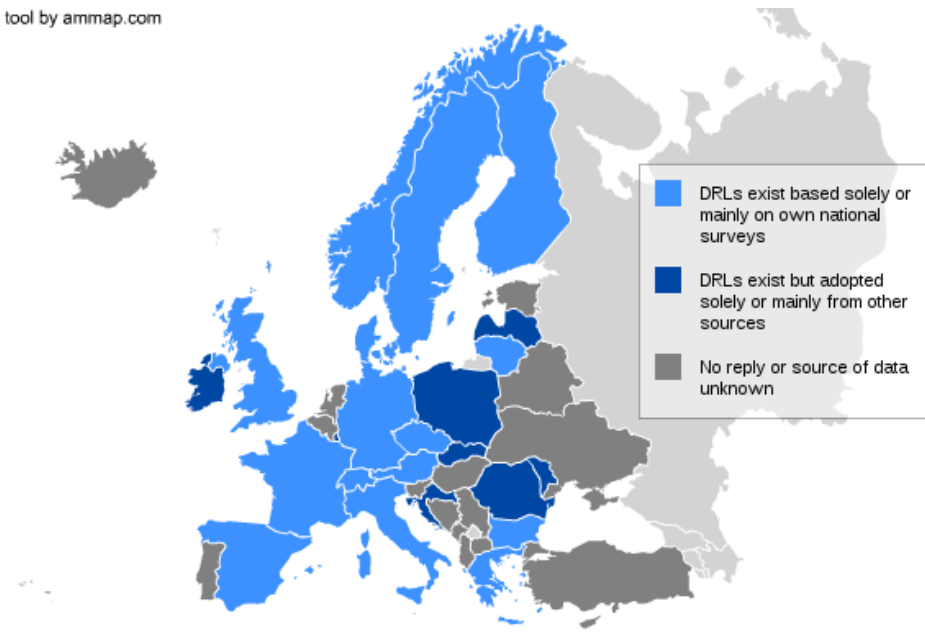 tool by ammap.com
DRLs exist based solely or
mainly on own national
surveys
DRLs exist but adopted
solely or mainly from other
sources
No reply or source of data
unknown